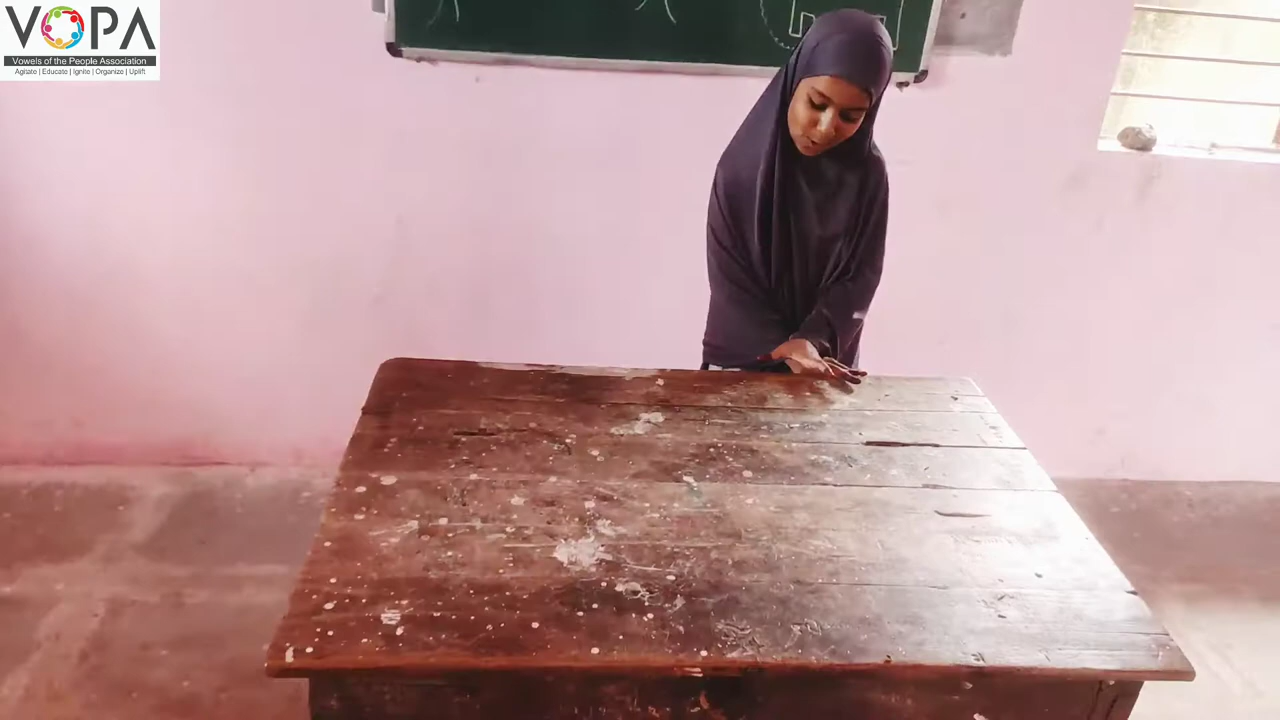 VOPA
Vowels of the People Association
Agitate | Educate | Ignite | Organize | Uplift